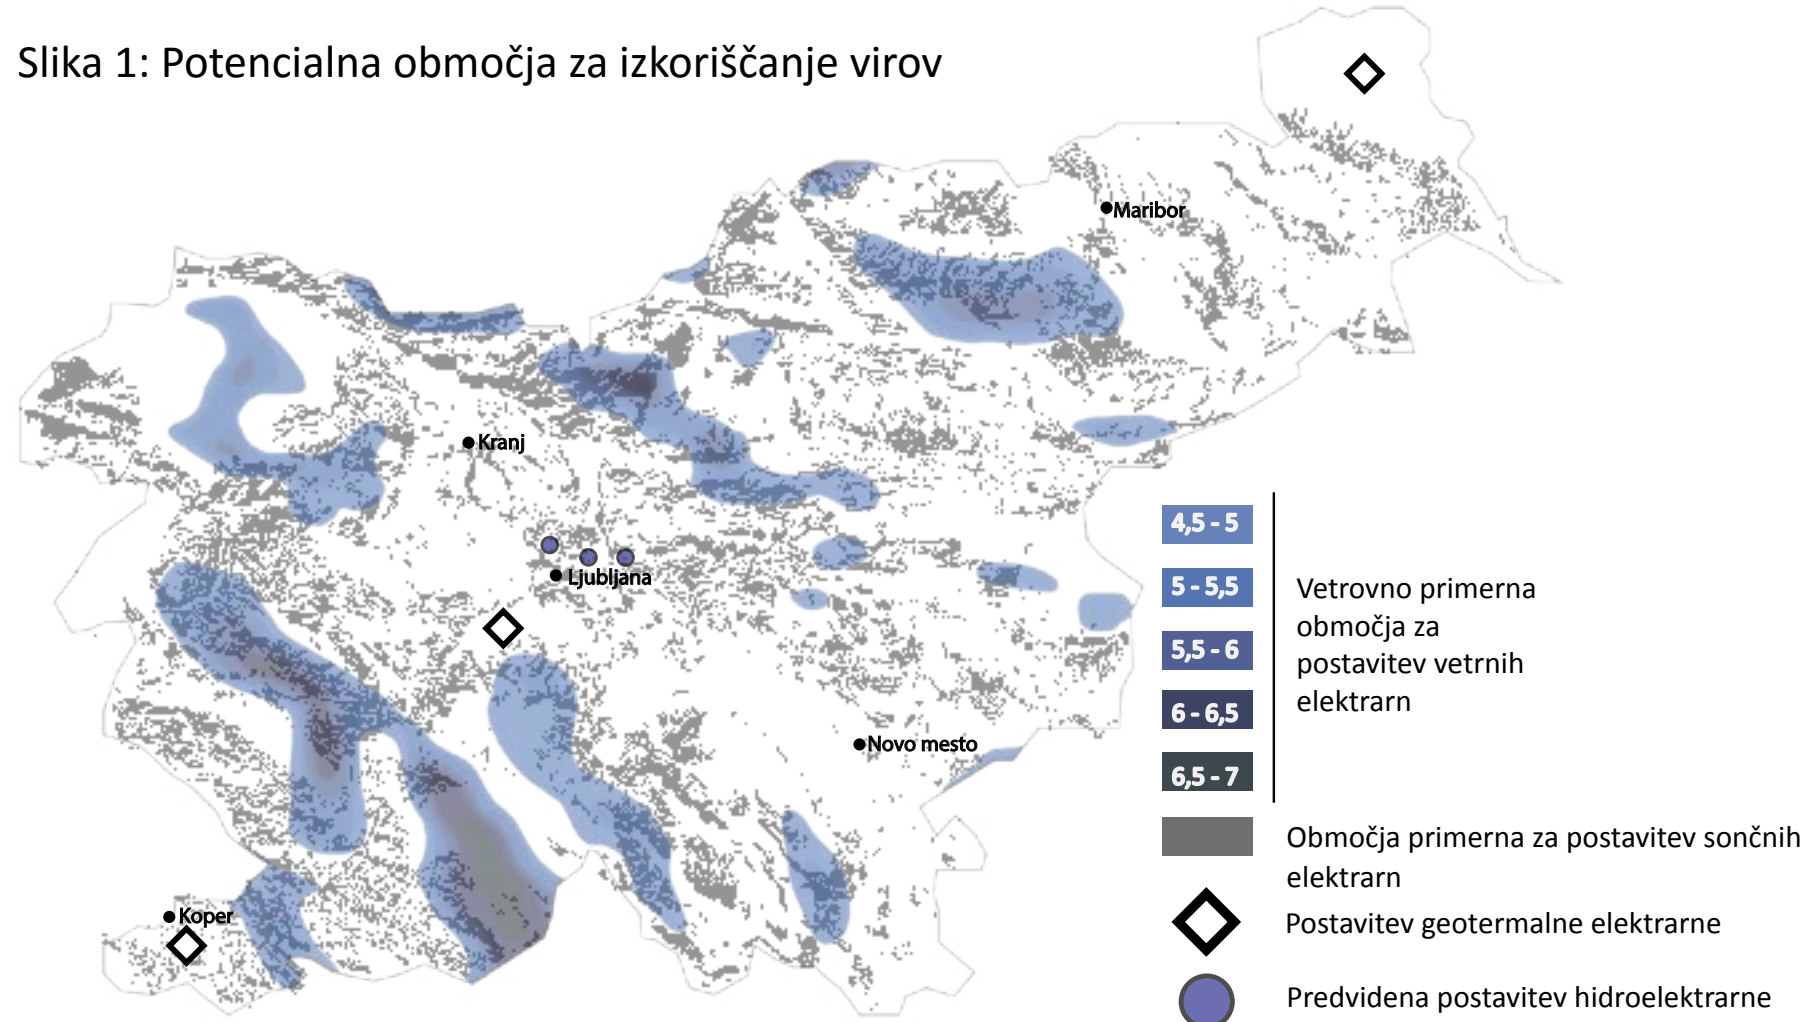 Slika 1: Potencialna območja za izkoriščanje virov
Maribor
Kranj
Ljubljana
Novo mesto
Koper
4,5 - 5
5 - 5,5
5,5 - 6
6 - 6,5
6,5 - 7
Vetrovno primerna
območja za
postavitev vetrnih
elektrarn
Območja primerna za postavitev sončnih
elektrarn
Postavitev geotermalne elektrarne
Predvidena postavitev hidroelektrarne